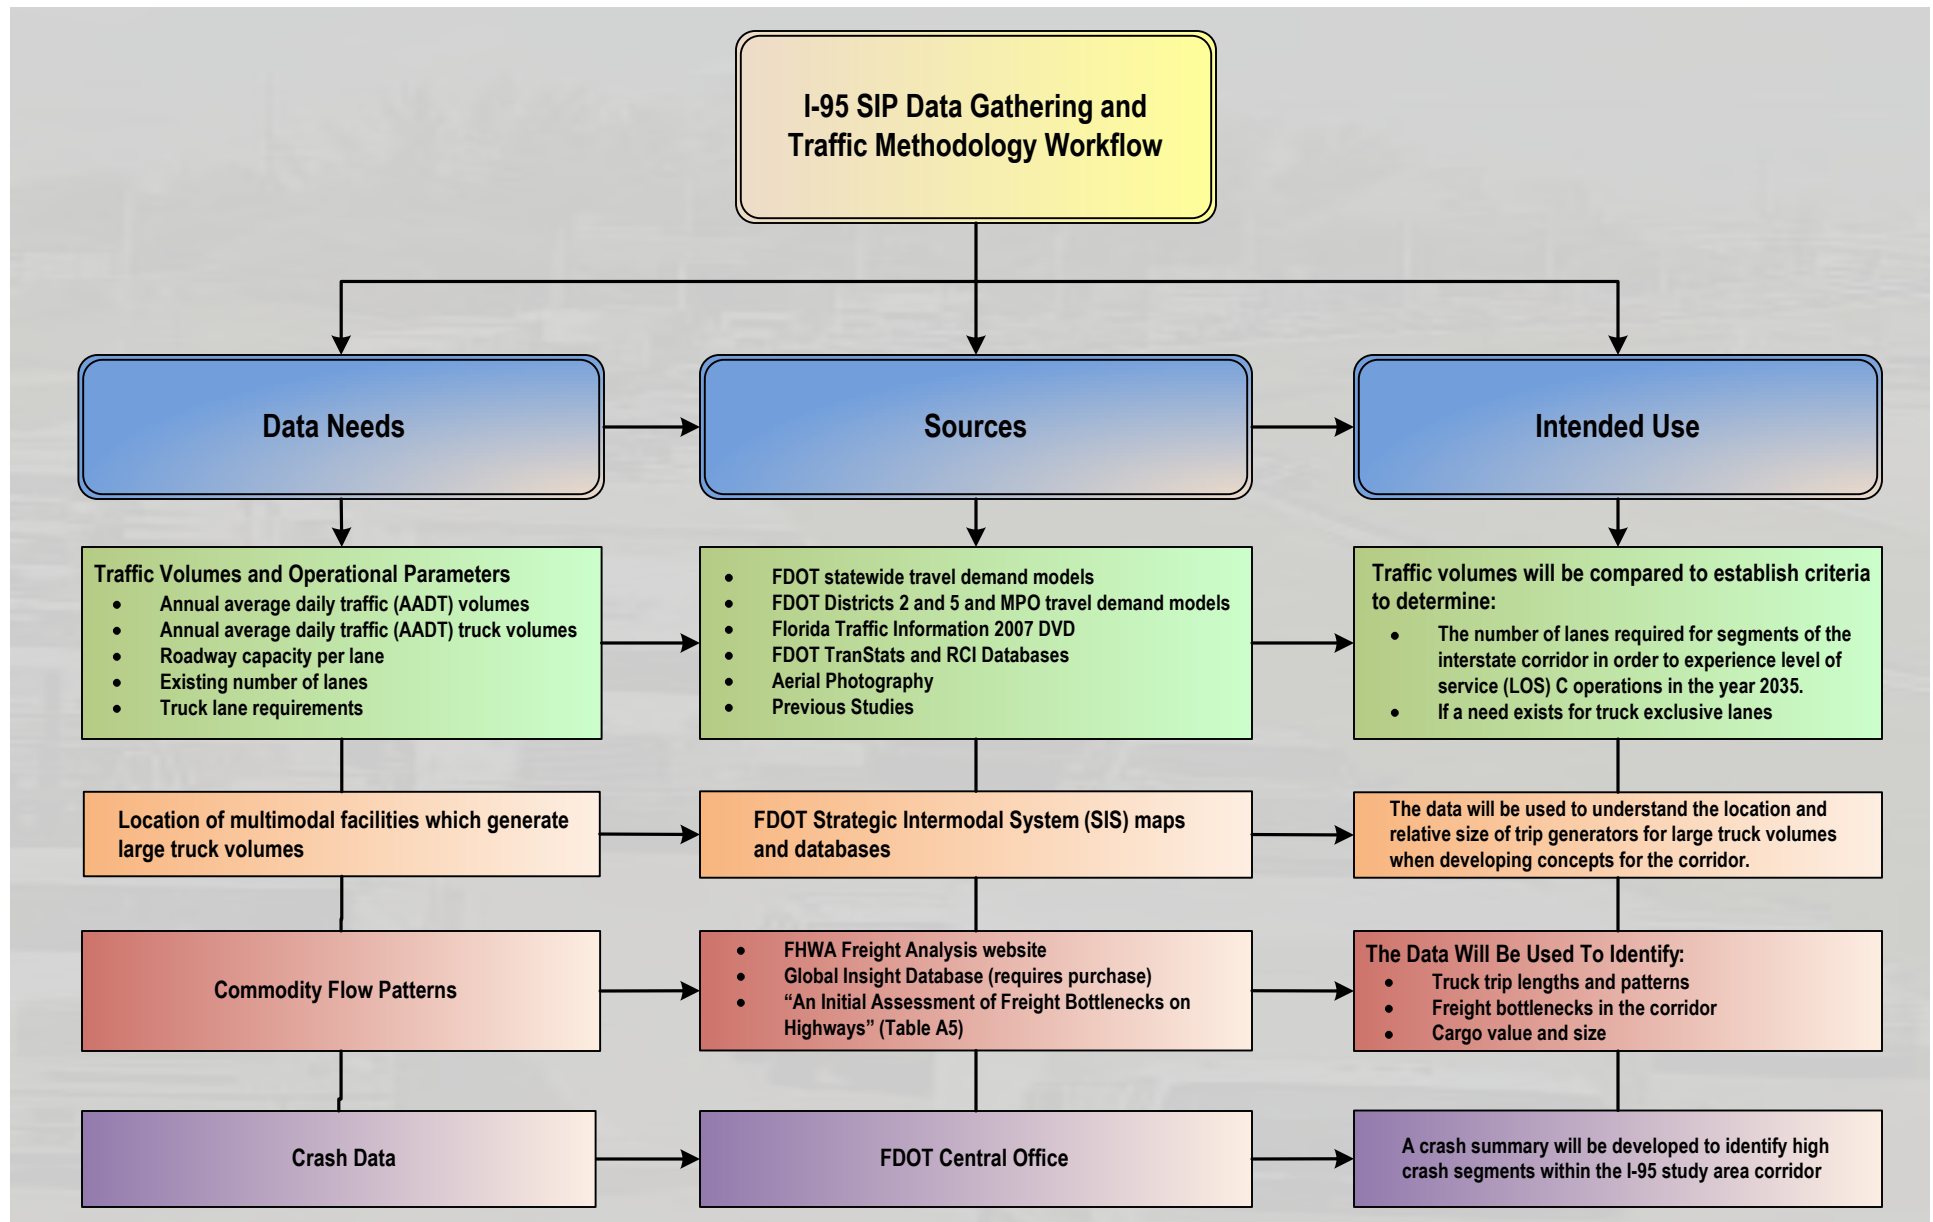 I-95 SIP Data Gathering and
Traffic Methodology Workflow
Data Needs
Sources
Intended Use
Traffic Volumes and Operational Parameters
• Annual average daily traffic (AADT) volumes
• Annual average daily traffic (AADT) truck volumes
• Roadway capacity per lane
• Existing number of lanes
• Truck lane requirements
• FDOT statewide travel demand models
• FDOT Districts 2 and 5 and MPO travel demand models
• Florida Traffic Information 2007 DVD
• FDOT TranStats and RCI Databases
• Aerial Photography
• Previous Studies
Traffic volumes will be compared to establish criteria
to determine:
• The number of lanes required for segments of the
interstate corridor in order to experience level of
service (LOS) C operations in the year 2035.
• If a need exists for truck exclusive lanes
Location of multimodal facilities which generate
large truck volumes
FDOT Strategic Intermodal System (SIS) maps
and databases
The data will be used to understand the location and
relative size of trip generators for large truck volumes
when developing concepts for the corridor.
Commodity Flow Patterns
• FHWA Freight Analysis website
• Global Insight Database (requires purchase)
• “An Initial Assessment of Freight Bottlenecks on
Highways” (Table A5)
The Data Will Be Used To Identify:
• Truck trip lengths and patterns
• Freight bottlenecks in the corridor
• Cargo value and size
Crash Data
FDOT Central Office
A crash summary will be developed to identify high
crash segments within the I-95 study area corridor